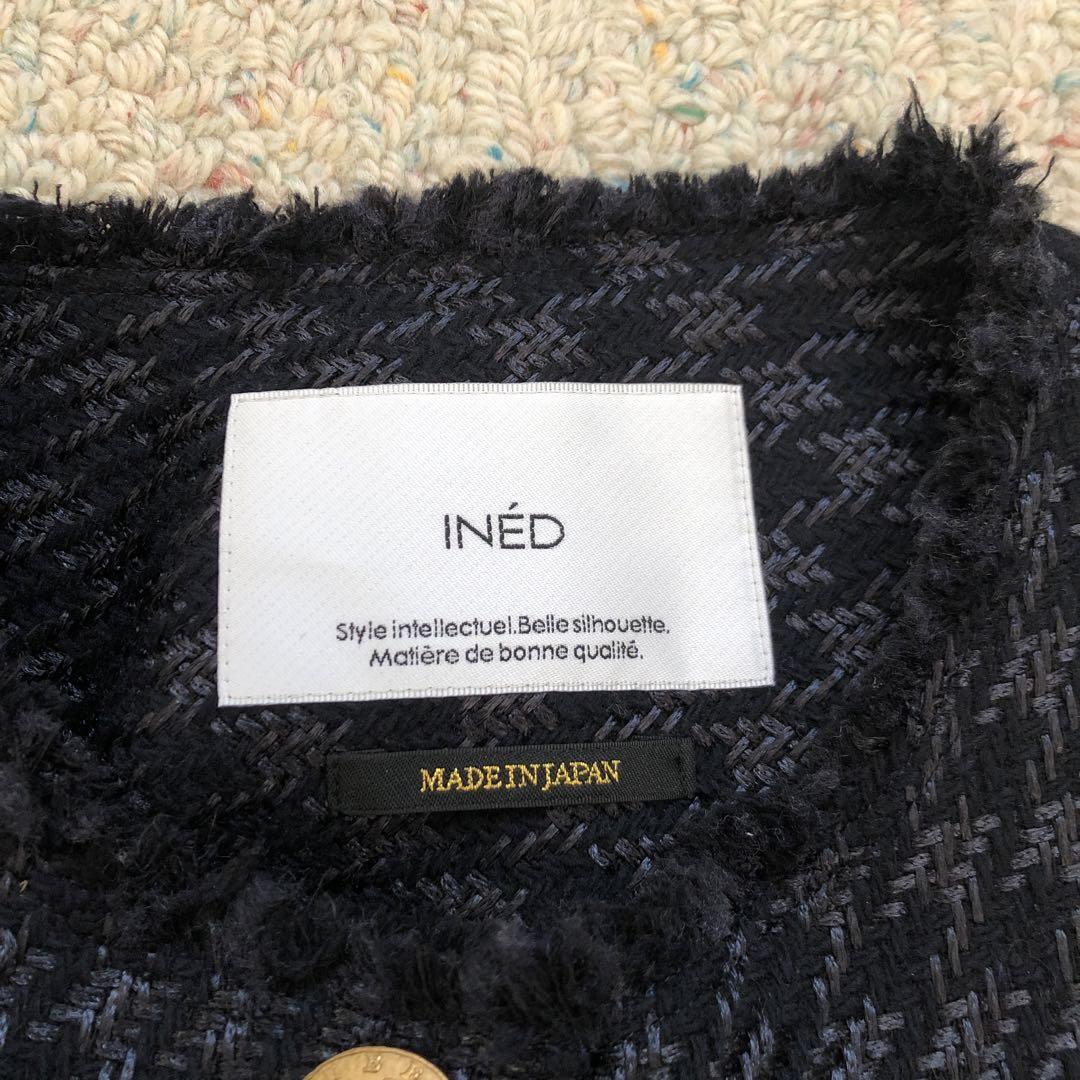 INÉD
Style intellectuel.Belle silhouette.
Matière de bonne qualité.
MADE IN JAPAN